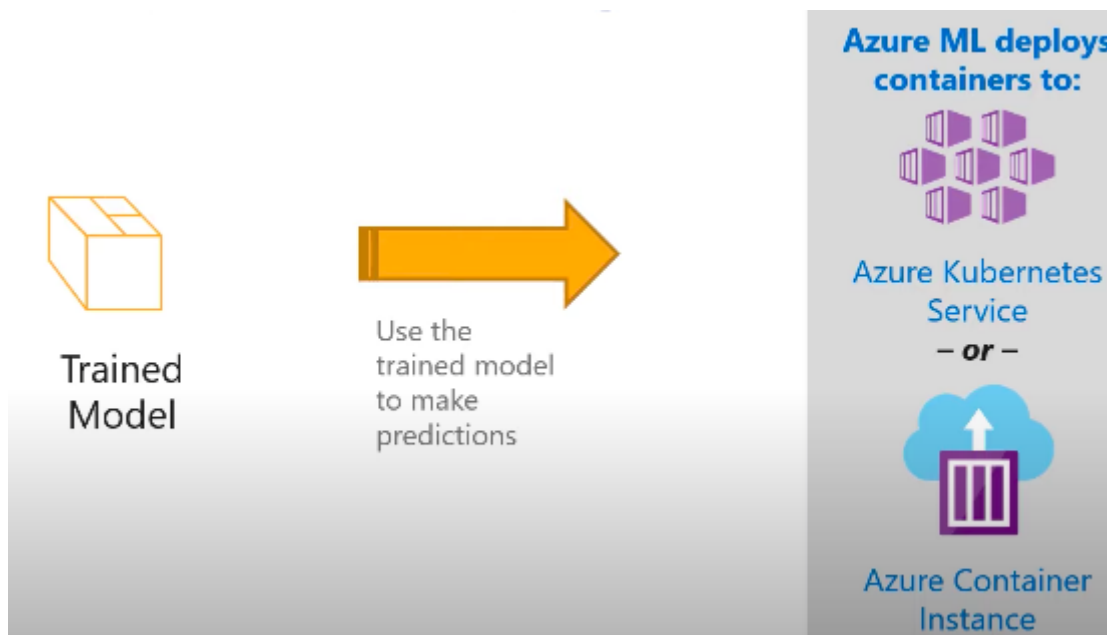 Azure ML deploys
containers to:
Azure Kubernetes
Service
– or –
Azure Container
Instance
Use the
trained model
to make
predictions
Trained
Model